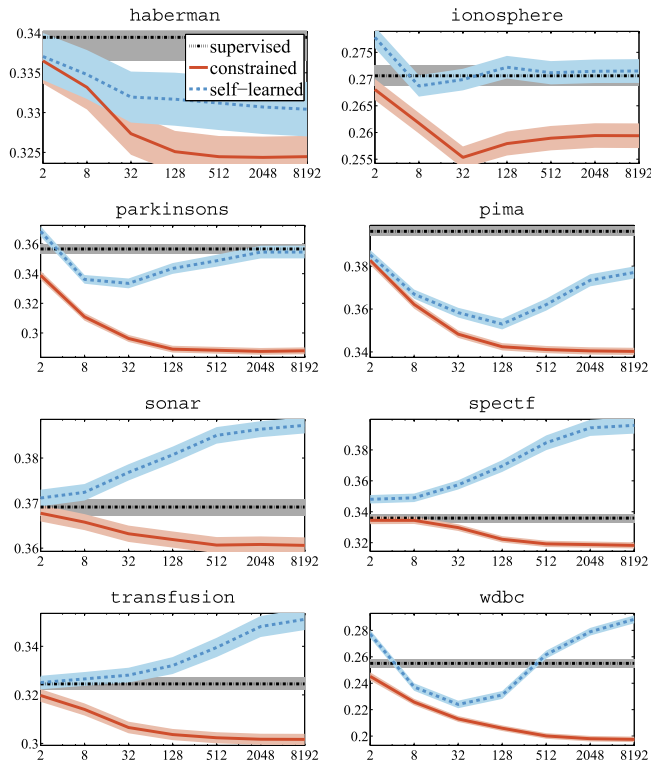 haberman
0.34
0.335
0.33
0.325
2 8 32 128 512 2048 8192
supervised
constrained
self-learned
ionosphere
0.275
0.27
0.265
0.26
0.255
2 8 32 128 512 2048 8192
parkinsons
0.36
0.34
0.32
0.3
2 8 32 128 512 2048 8192
pima
0.38
0.36
0.34
2 8 32 128 512 2048 8192
sonar
0.38
0.37
0.36
2 8 32 128 512 2048 8192
spectf
0.38
0.36
0.34
0.32
2 8 32 128 512 2048 8192
transfusion
0.34
0.32
0.3
2 8 32 128 512 2048 8192
wdbc
0.28
0.26
0.24
0.22
0.2
2 8 32 128 512 2048 8192